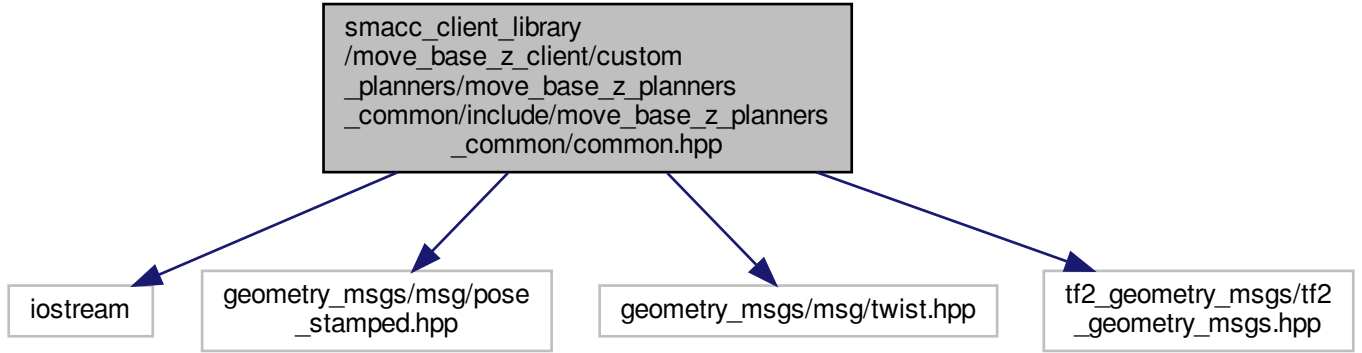 smacc_client_library
/move_base_z_client/custom
_planners/move_base_z_planners
_common/include/move_base_z_planners
_common/common.hpp
iostream
geometry_msgs/msg/pose
_stamped.hpp
geometry_msgs/msg/twist.hpp
tf2_geometry_msgs/tf2
_geometry_msgs.hpp